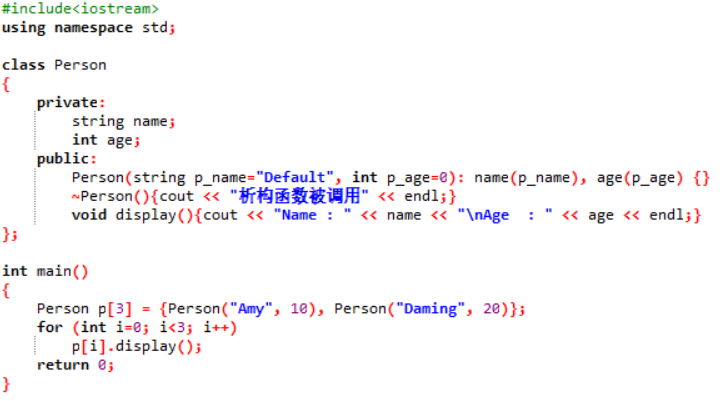 #include<iostream>
using namespace std;
class Person
{
private:
string name;
int age;
public:
Person(string p_name="Default", int p_age=0): name(p_name), age(p_age) {}
~Person(){cout << "析构函数被调用" << endl;}
void display(){cout << "Name : " << name << "\nAge  : " << age << endl;}
};
int main()
{
Person p[3] = {Person("Amy", 10), Person("Daming", 20)};
for (int i=0; i<3; i++)
p[i].display();
return 0;
}